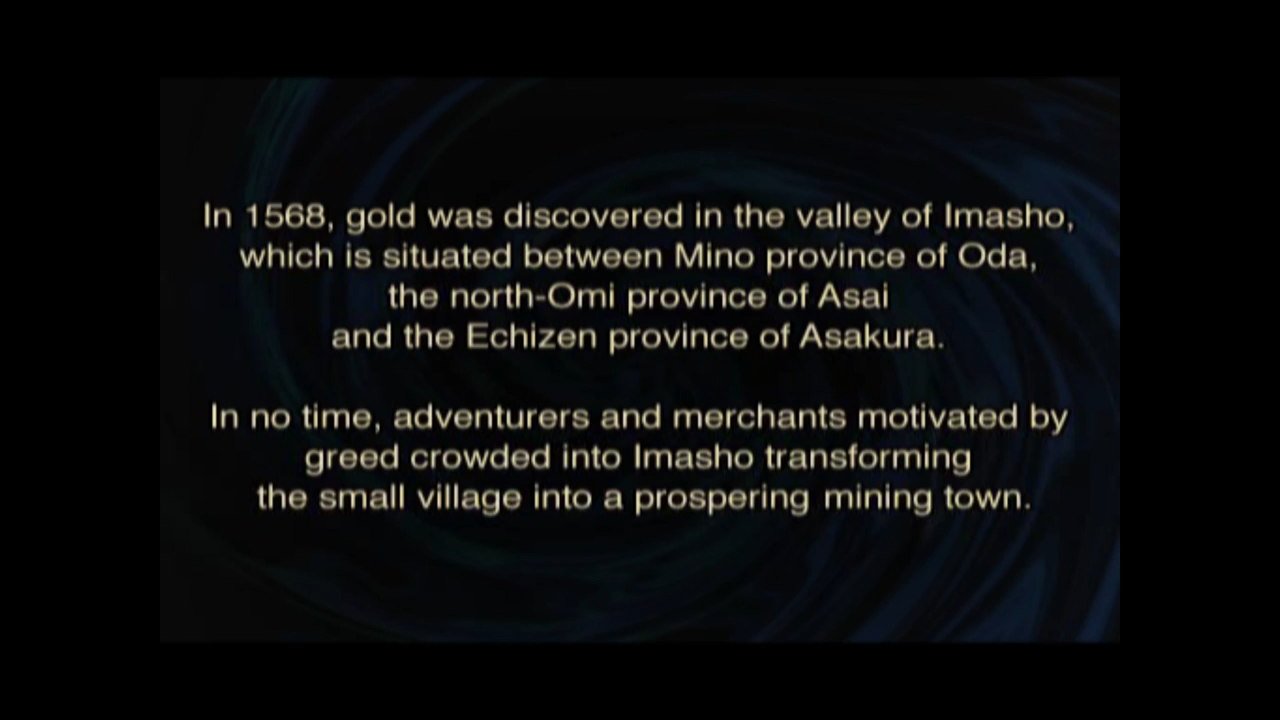 In 1568, gold was discovered in the valley of Imasho,
which is situated between Mino province of Oda,
the north-Omi province of Asai
and the Echizen province of Asakura.
In no time, adventurers and merchants motivated by
greed crowded into Imasho transforming
the small village into a prospering mining town.